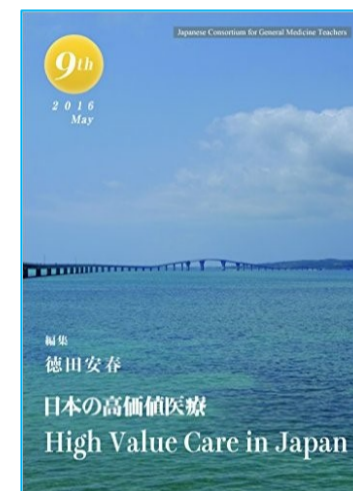 Japanese Consortium for General Medicine Teachers
9th
2016
May
編集
徳田安春
日本の高価値医療
High Value Care in Japan